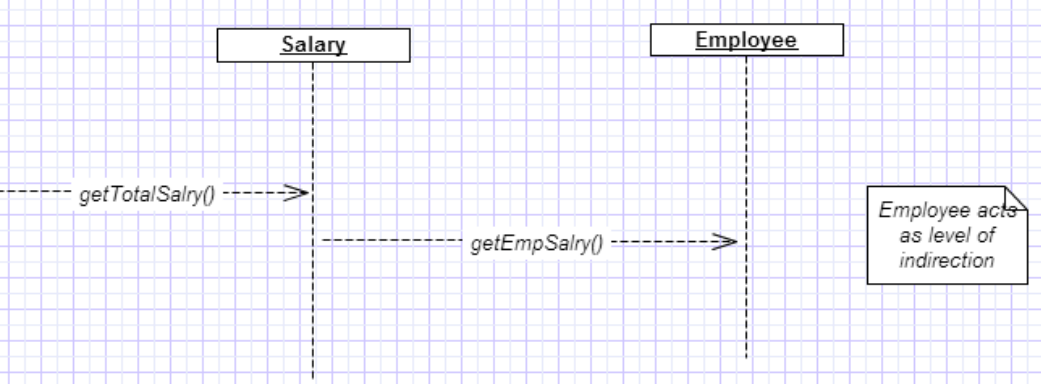 Salary
Employee
getTotalSalry()
getEmpSalry()
Employee acts
as level of
indirection